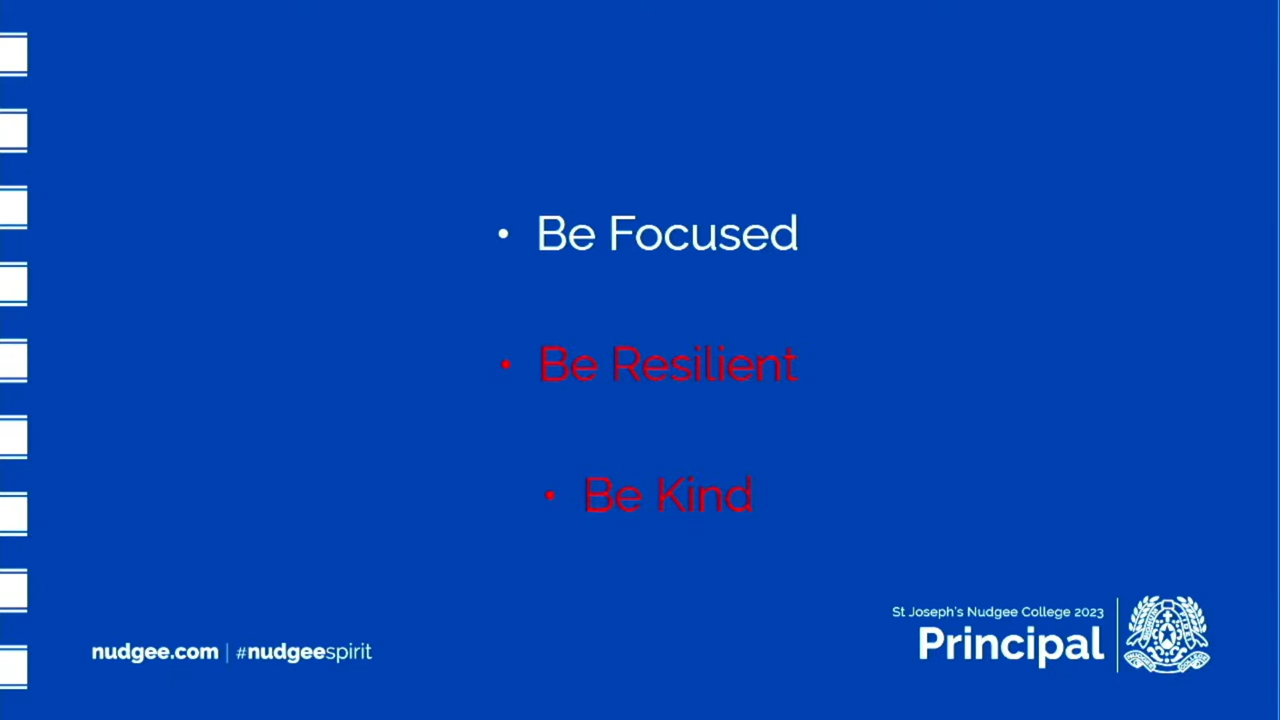 • Be Focused
• Be Resilient
• Be Kind
St Joseph's Nudgee College 2023
Principal
nudgee.com | #nudgeespirit